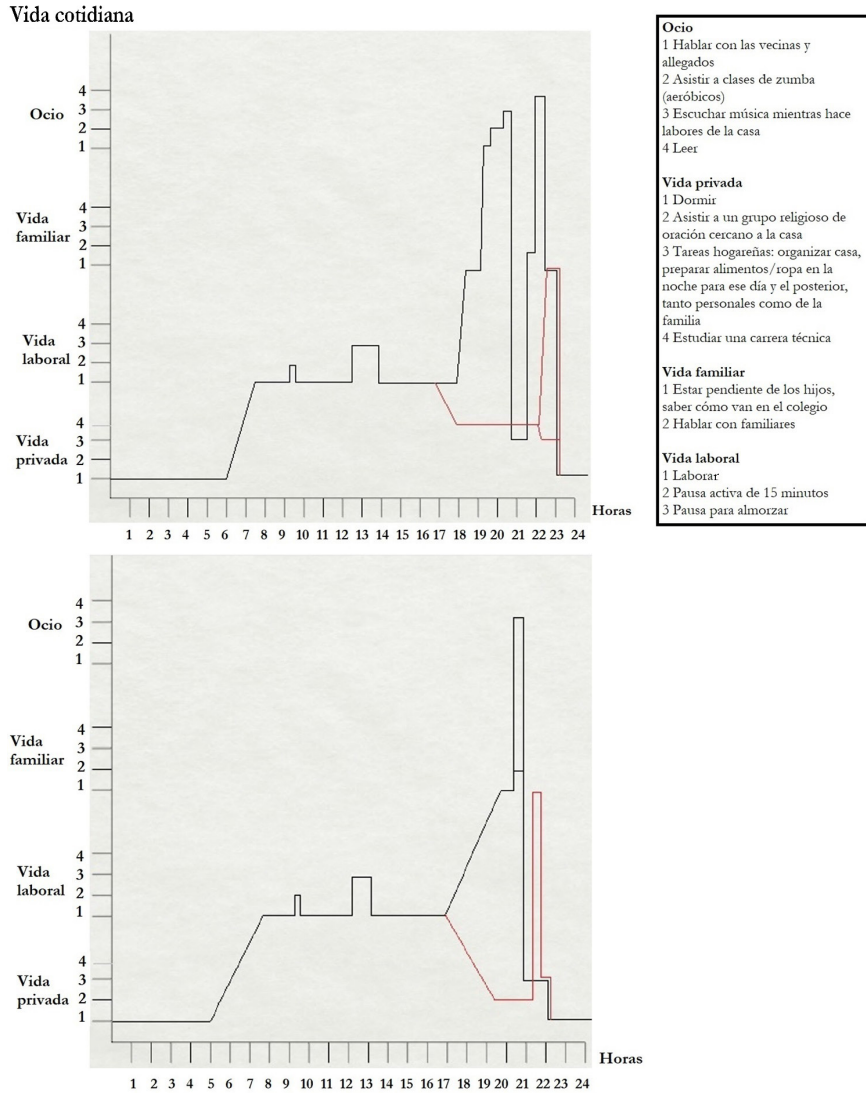 Vida cotidiana
Ocio
4
3
2
1
Vida
familiar
4
3
2
1
Vida
laboral
4
3
2
1
Vida
privada
4
3
2
1
Horas
1 2 3 4 5 6 7 8 9 10 11 12 13 14 15 16 17 18 19 20 21 22 23 24
Ocio
1 Hablar con las vecinas y
allegados
2 Asistir a clases de zumba
(aeróbicos)
3 Escuchar música mientras hace
labores de la casa
4 Leer
Vida privada
1 Dormir
2 Asistir a un grupo religioso de
oración cercano a la casa
3 Tareas hogareñas: organizar casa,
preparar alimentos/ropa en la
noche para ese día y el posterior,
tanto personales como de la
familia
4 Estudiar una carrera técnica
Vida familiar
1 Estar pendiente de los hijos,
saber cómo van en el colegio
2 Hablar con familiares
Vida laboral
1 Laborar
2 Pausa activa de 15 minutos
3 Pausa para almorzar
Ocio
4
3
2
1
Vida
familiar
4
3
2
1
Vida
laboral
4
3
2
1
Vida
privada
4
3
2
1
Horas
1 2 3 4 5 6 7 8 9 10 11 12 13 14 15 16 17 18 19 20 21 22 23 24